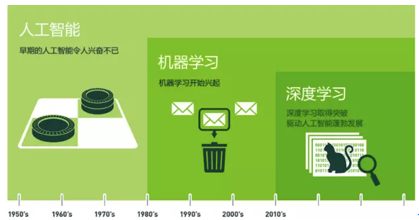 人工智能
早期的人工智能令人兴奋不已
机器学习
机器学习开始兴起
深度学习
深度学习取得突破
驱动人工智能蓬勃发展
1950's 1960's 1970's 1980's 1990's 2000's 2010's